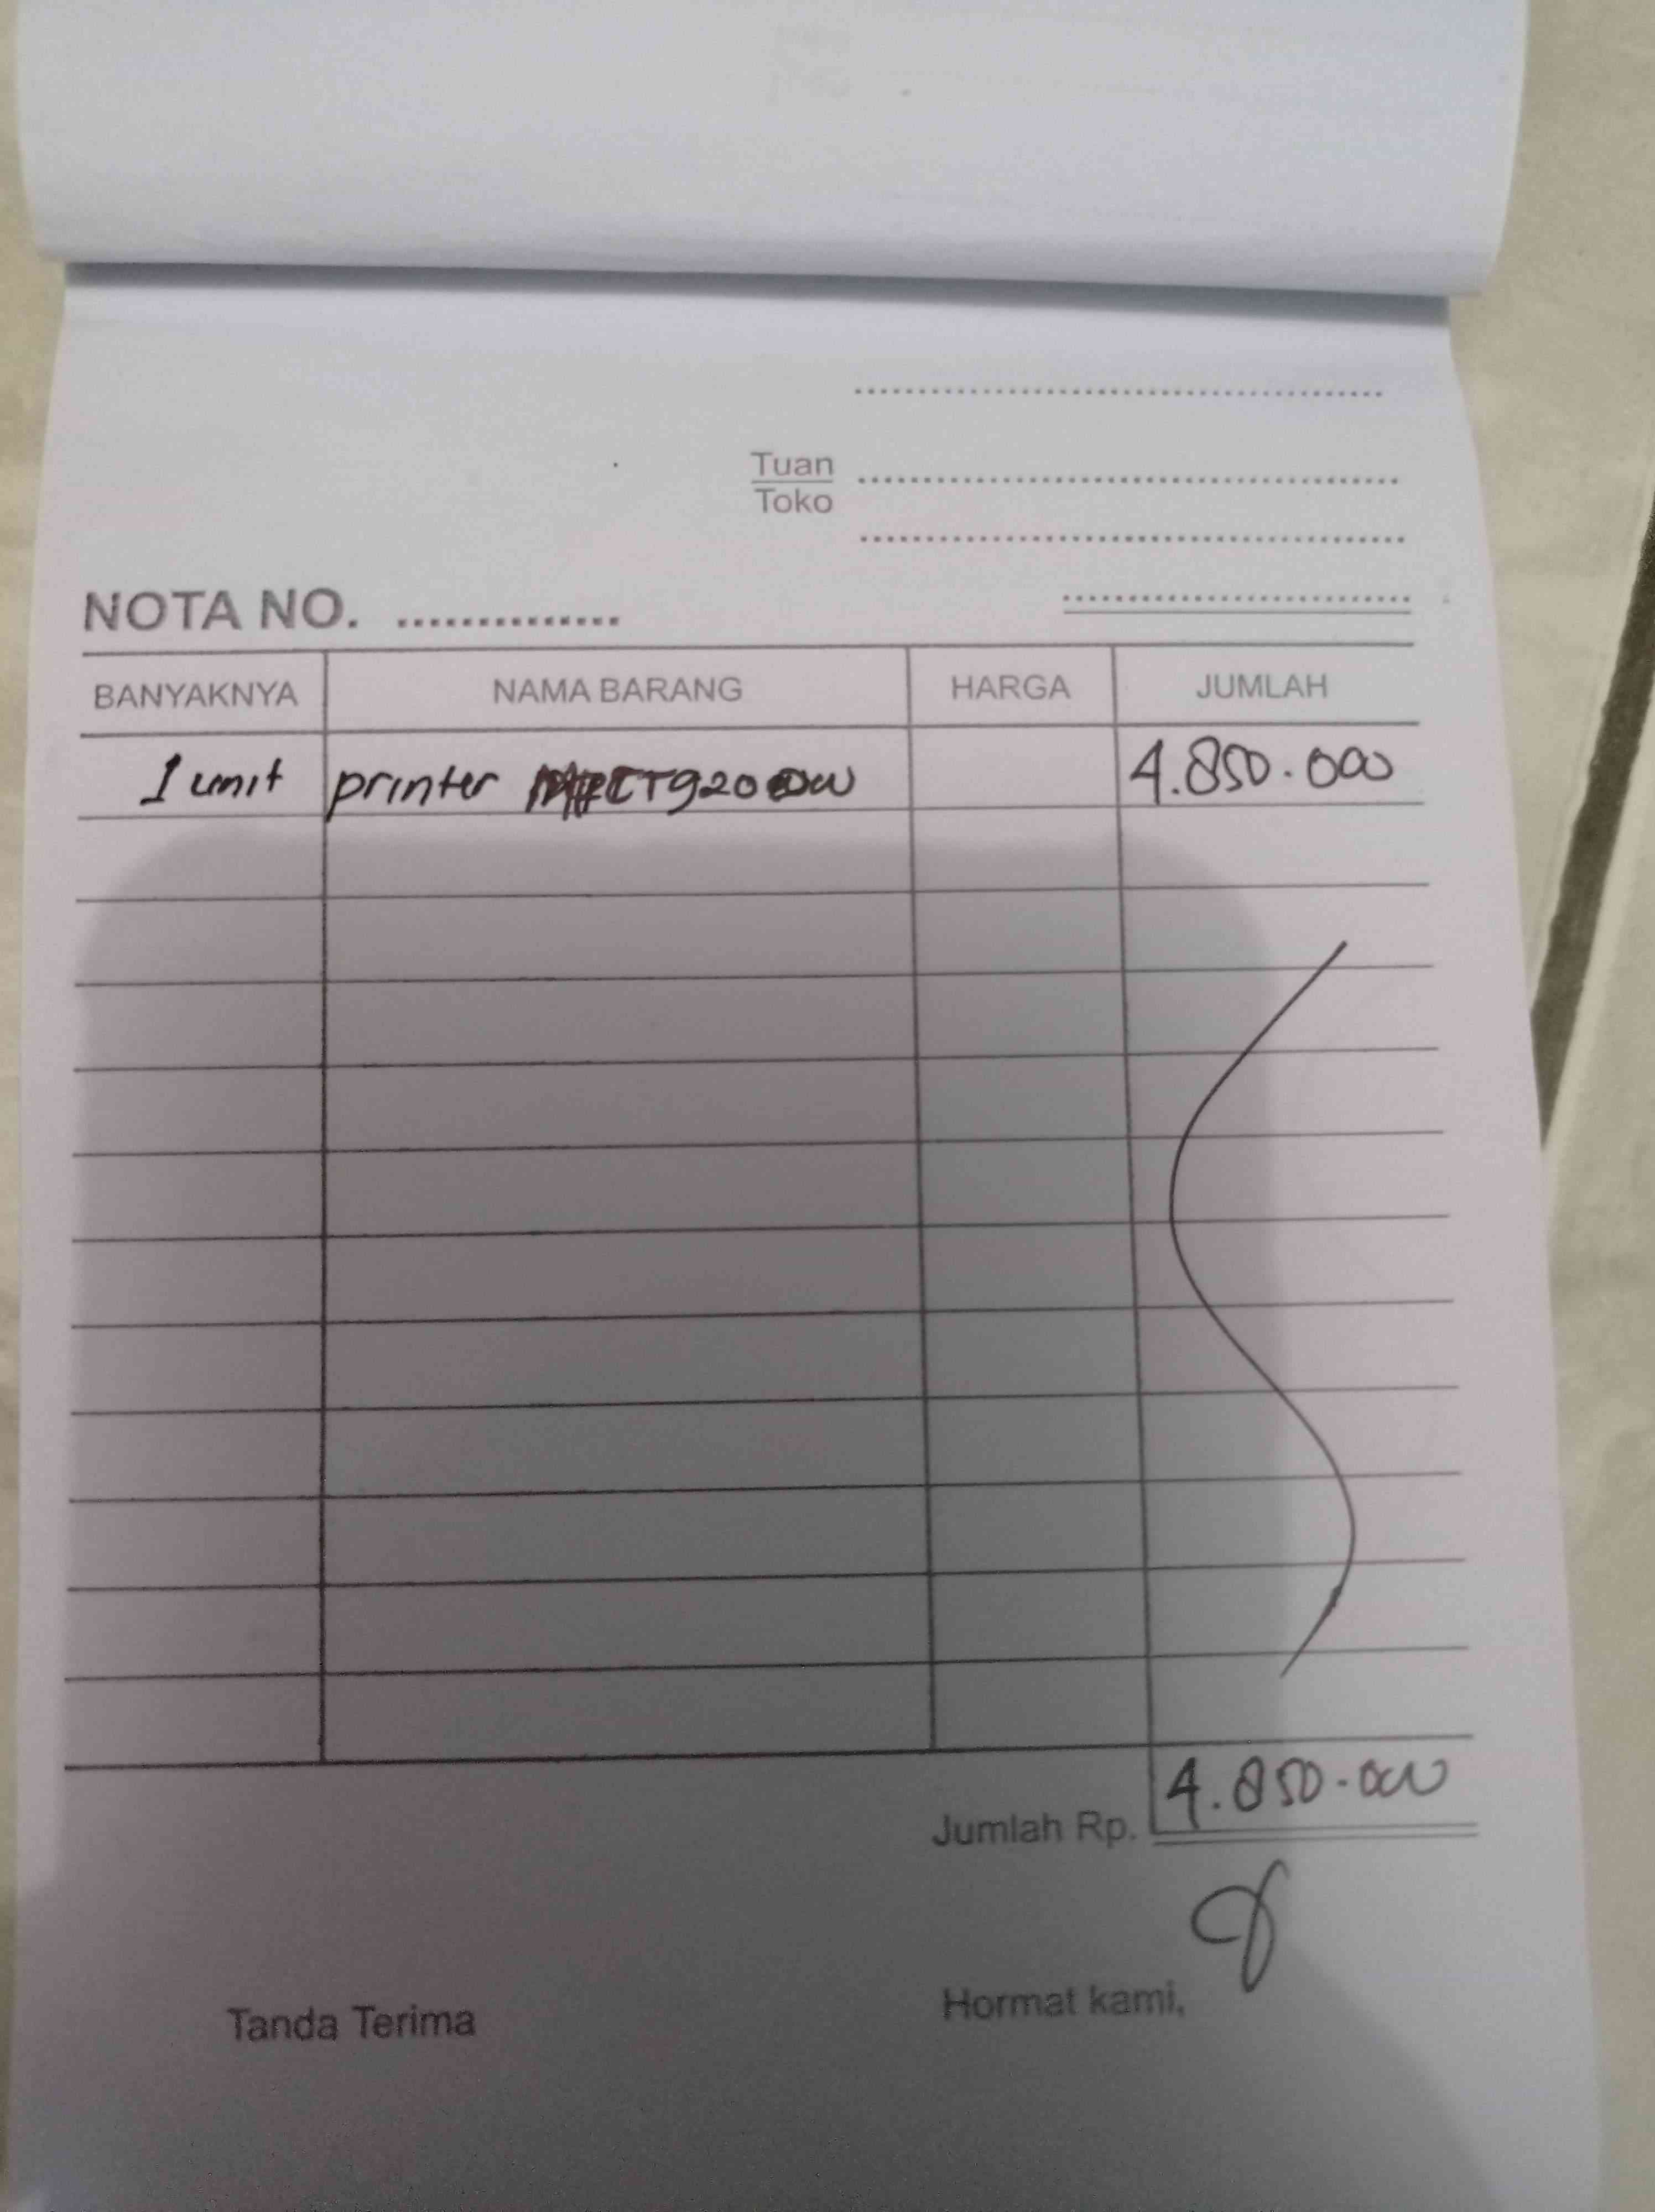 Tuan
Toko
NOTA NO. ..............
BANYAKNYA NAMA BARANG HARGA JUMLAH
1 unit printer 4.850.000
Jumlah Rp. 4.850.000
Tanda Terima Hormat kami,